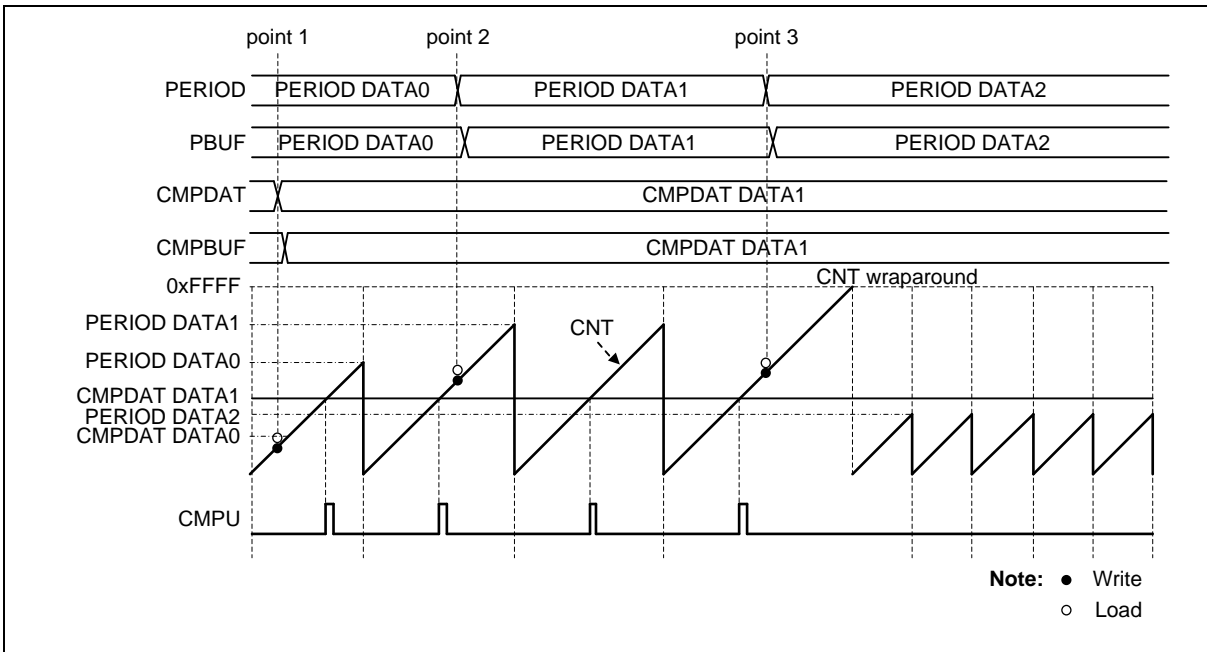 point 1 point 2 point 3
PERIOD PERIOD DATA0 PERIOD DATA1 PERIOD DATA2
PBUF PERIOD DATA0 PERIOD DATA1 PERIOD DATA2
CMPDAT CMPDAT DATA1
CMPBUF CMPDAT DATA1
0xFFFF CNT wraparound
PERIOD DATA1 CNT
PERIOD DATA0
CMPDAT DATA1
PERIOD DATA2
CMPDAT DATA0
CMPU
Note: ● Write
○ Load